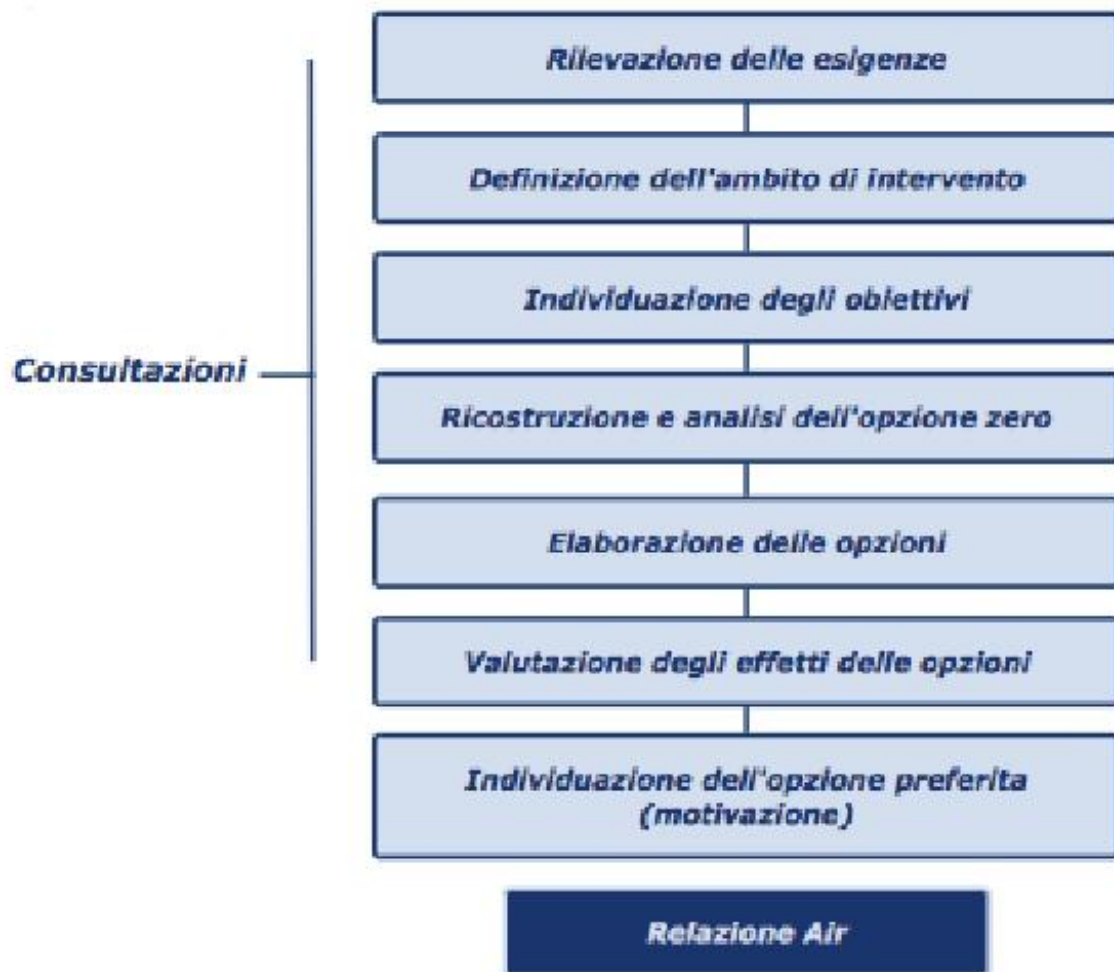 Rilevazione delle esigenze
Definizione dell'ambito di intervento
Individuazione degli obiettivi
Consultazioni
Ricostruzione e analisi dell'opzione zero
Elaborazione delle opzioni
Valutazione degli effetti delle opzioni
Individuazione dell'opzione preferita
(motivazione)
Relazione Air